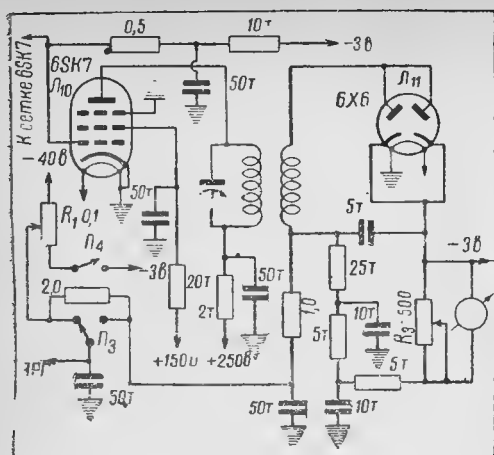 0,5
10т
-3в
6SK7
Л10
К сетке 6SK7
50т
6X6
Л11
-40в
50т
R1 0,1
П4
-3в
5т
-3в
2,0
20т
2т
50т
1,0
25т
10т
R3-500
П3
+150в
+250в
5т
5т
АРГ
50т
50т
10т